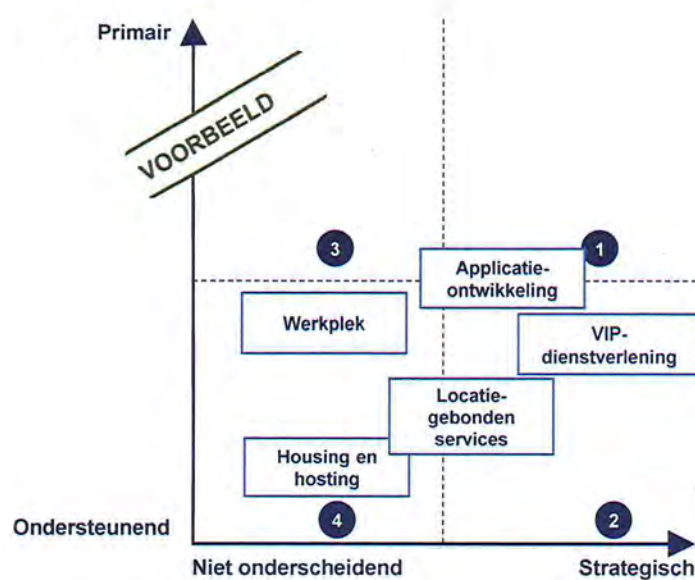 Primair
VOORBEELD
3
1
Applicatie-
ontwikkeling
Werkplek
VIP-
dienstverlening
Locatie-
gebonden
services
Housing en
hosting
Ondersteunend
4
2
Niet onderscheidend
Strategisch